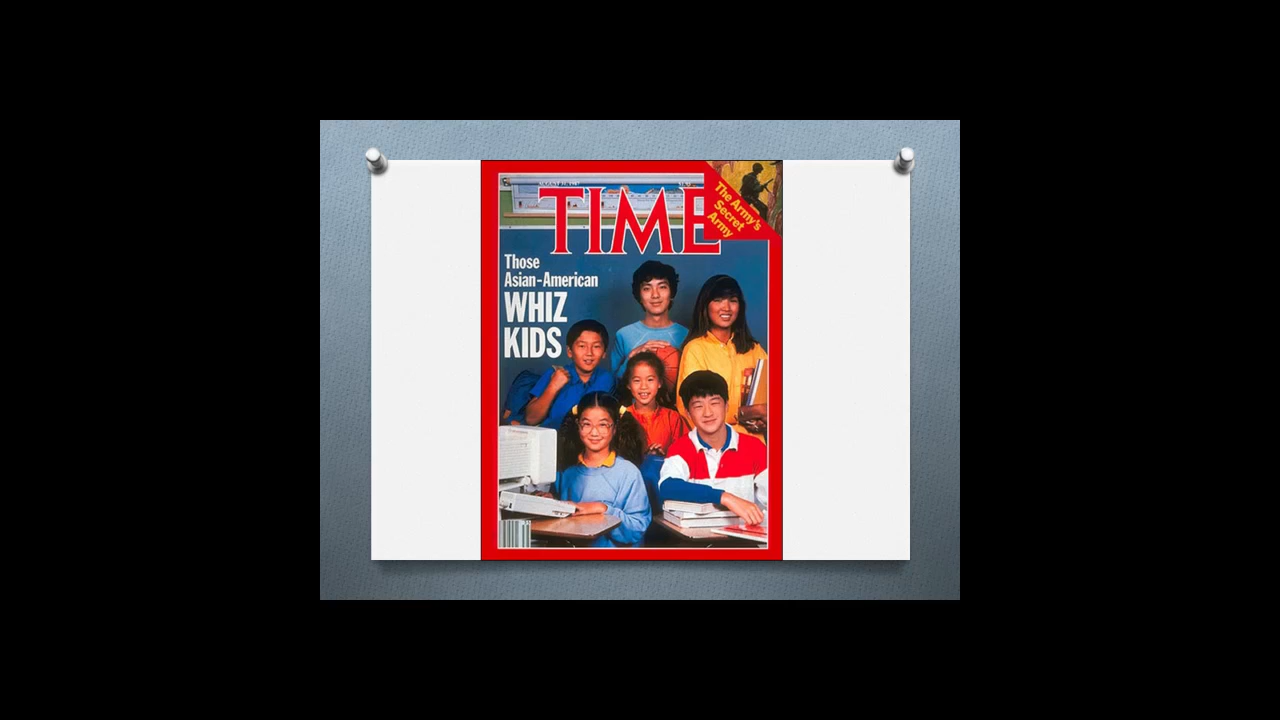 TIME
The Army's
Secret
Army
Those
Asian-American
WHIZ
KIDS